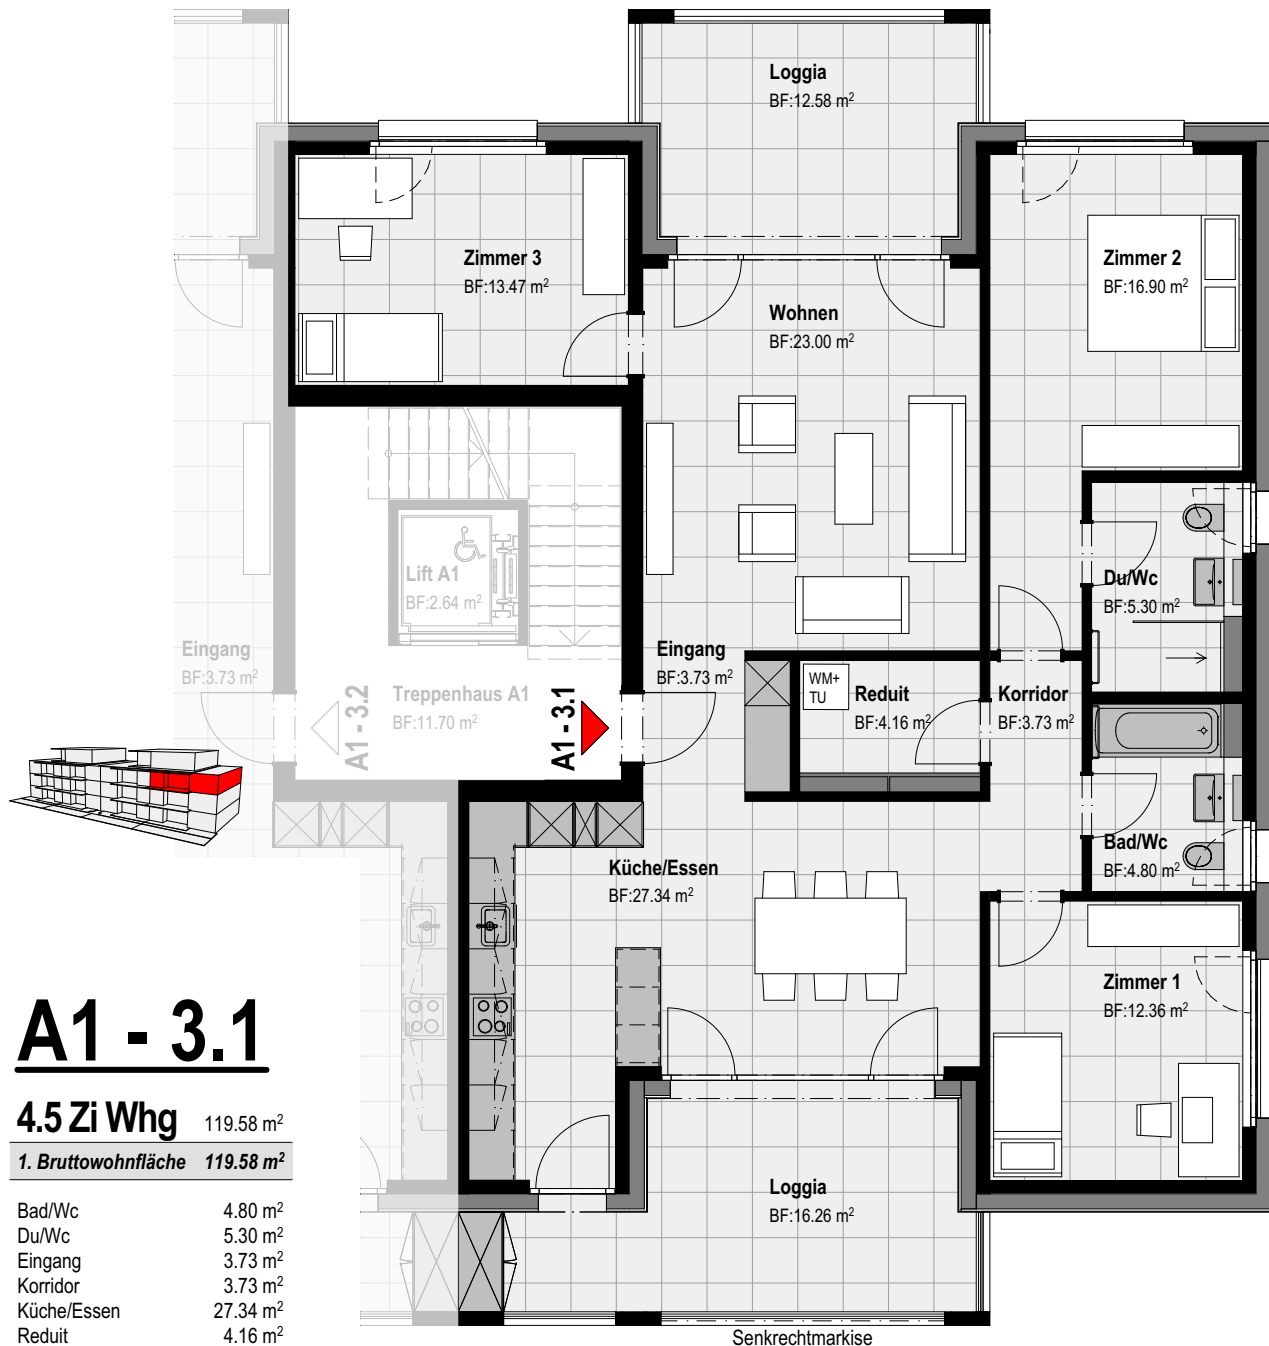 Loggia
BF:12.58 m²
Zimmer 3
BF:13.47 m²
Zimmer 2
BF:16.90 m²
Wohnen
BF:23.00 m²
Lift A1
BF:2.64 m²
Du/Wc
BF:5.30 m²
Eingang
BF:3.73 m²
Eingang
BF:3.73 m²
Treppenhaus A1
BF:11.70 m²
A1 - 3.2
A1 - 3.1
WM+
TU
Reduit
BF:4.16 m²
Korridor
BF:3.73 m²
Bad/Wc
BF:4.80 m²
Küche/Essen
BF:27.34 m²
Zimmer 1
BF:12.36 m²
Loggia
BF:16.26 m²
Senkrechtmarkise
A1 - 3.1
4.5 Zi Whg 119.58 m²
1. Bruttowohnfläche 119.58 m²
Bad/Wc 4.80 m²
Du/Wc 5.30 m²
Eingang 3.73 m²
Korridor 3.73 m²
Küche/Essen 27.34 m²
Reduit 4.16 m²